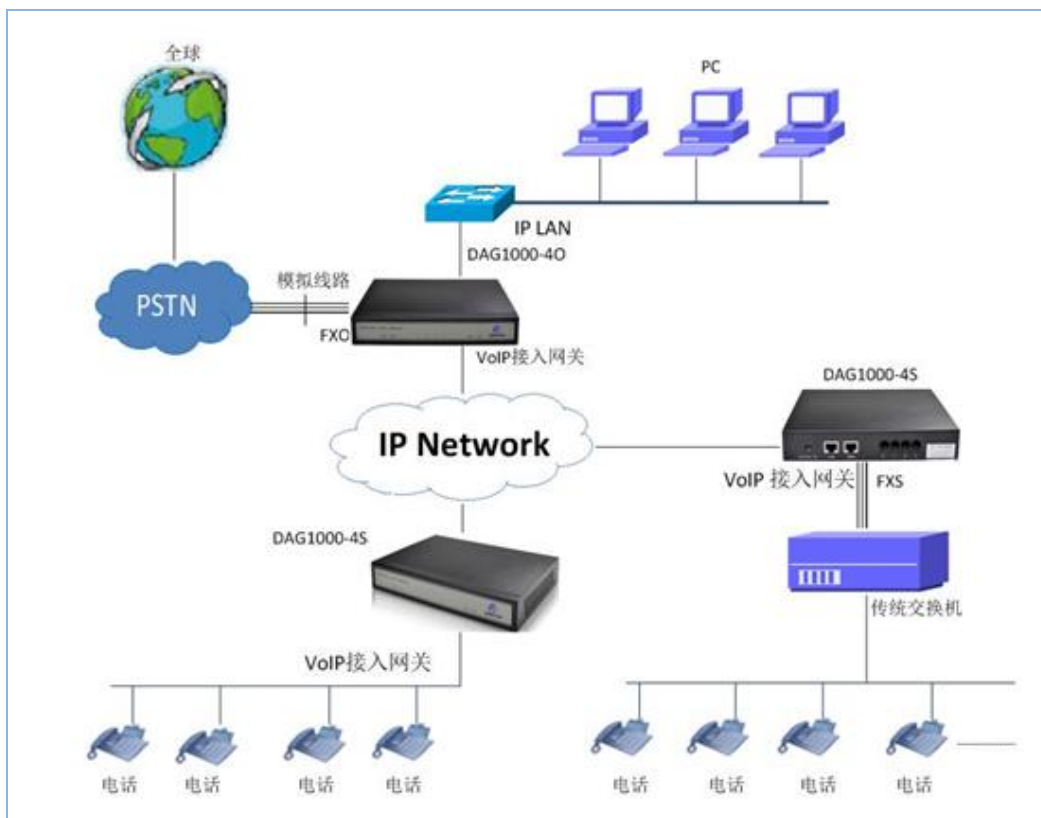 全球
PC
IP LAN
DAG1000-4O
模拟线路
PSTN
FXO
VoIP接入网关
DAG1000-4S
IP Network
VoIP 接入网关
FXS
DAG1000-4S
传统交换机
VoIP接入网关
电话
电话
电话
电话
电话
电话
电话
电话